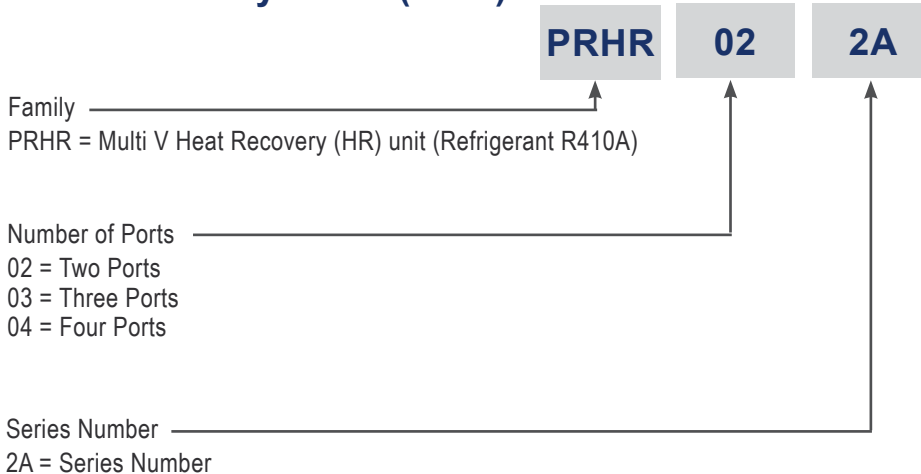 PRHR 02 2A
Family
PRHR = Multi V Heat Recovery (HR) unit (Refrigerant R410A)
Number of Ports
02 = Two Ports
03 = Three Ports
04 = Four Ports
Series Number
2A = Series Number